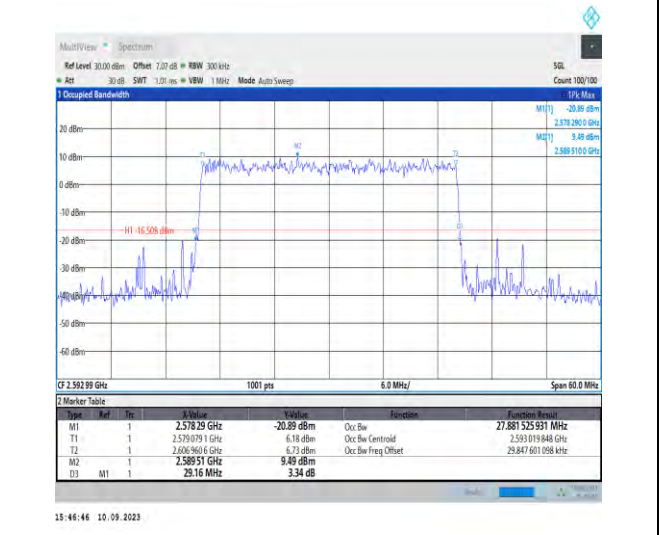 MultiView Spectrum
Ref Level 30.00 dBm Offset 7.07 dB RBW 300 kHz SGL
Att 30 dB SWT 1.01 ms VBW 1 MHz Mode Auto Sweep Count 100/100
1 Occupied Bandwidth 1Pk Max
M1[1] -20.89 dBm
2.578 290 0 GHz
20 dBm M2[1] 9.49 dBm
2.589 510 0 GHz
M2
T1 T2
10 dBm
0 dBm
-10 dBm
H1 -16.508 dBm M1 D3
-20 dBm
-30 dBm
-40 dBm
-50 dBm
-60 dBm
CF 2.592 99 GHz 1001 pts 6.0 MHz/ Span 60.0 MHz
2 Marker Table
Type Ref Trc X-Value Y-Value Function Function Result
M1 1 2.578 29 GHz -20.89 dBm Occ Bw 27.881 525 931 MHz
T1 1 2.579 079 1 GHz 6.18 dBm Occ Bw Centroid 2.593 019 848 GHz
T2 1 2.606 960 6 GHz 6.73 dBm Occ Bw Freq Offset 29.847 601 098 kHz
M2 1 2.589 51 GHz 9.49 dBm
D3 M1 1 29.16 MHz 3.34 dB
15:46:46 10.09.2023